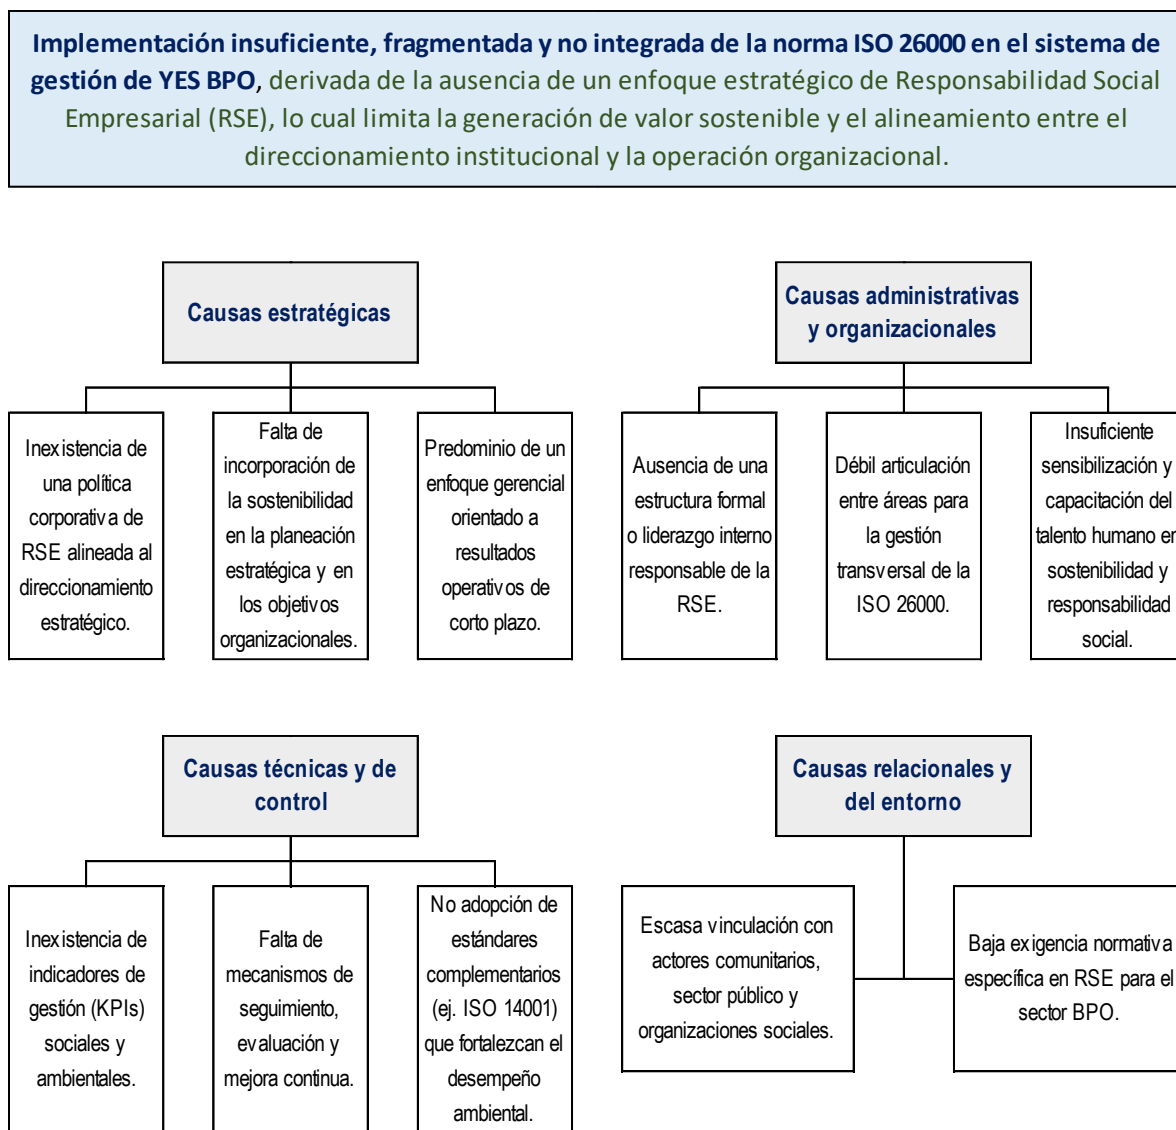 Implementación insuficiente, fragmentada y no integrada de la norma ISO 26000 en el sistema de
gestión de YES BPO, derivada de la ausencia de un enfoque estratégico de Responsabilidad Social
Empresarial (RSE), lo cual limita la generación de valor sostenible y el alineamiento entre el
direccionamiento institucional y la operación organizacional.
Causas estratégicas
Inexistencia de
una política
corporativa de
RSE alineada al
direccionamiento
estratégico.
Falta de
incorporación de
la sostenibilidad
en la planeación
estratégica y en
los objetivos
organizacionales.
Predominio de un
enfoque gerencial
orientado a
resultados
operativos de
corto plazo.
Causas administrativas
y organizacionales
Ausencia de una
estructura formal
o liderazgo interno
responsable de la
RSE.
Débil articulación
entre áreas para
la gestión
transversal de la
ISO 26000.
Insuficiente
sensibilización y
capacitación del
talento humano en
sostenibilidad y
responsabilidad
social.
Causas técnicas y de
control
Inexistencia de
indicadores de
gestión (KPIs)
sociales y
ambientales.
Falta de
mecanismos de
seguimiento,
evaluación y
mejora continua.
No adopción de
estándares
complementarios
(ej. ISO 14001)
que fortalezcan el
desempeño
ambiental.
Causas relacionales y
del entorno
Escasa vinculación con
actores comunitarios,
sector público y
organizaciones sociales.
Baja exigencia normativa
específica en RSE para el
sector BPO.